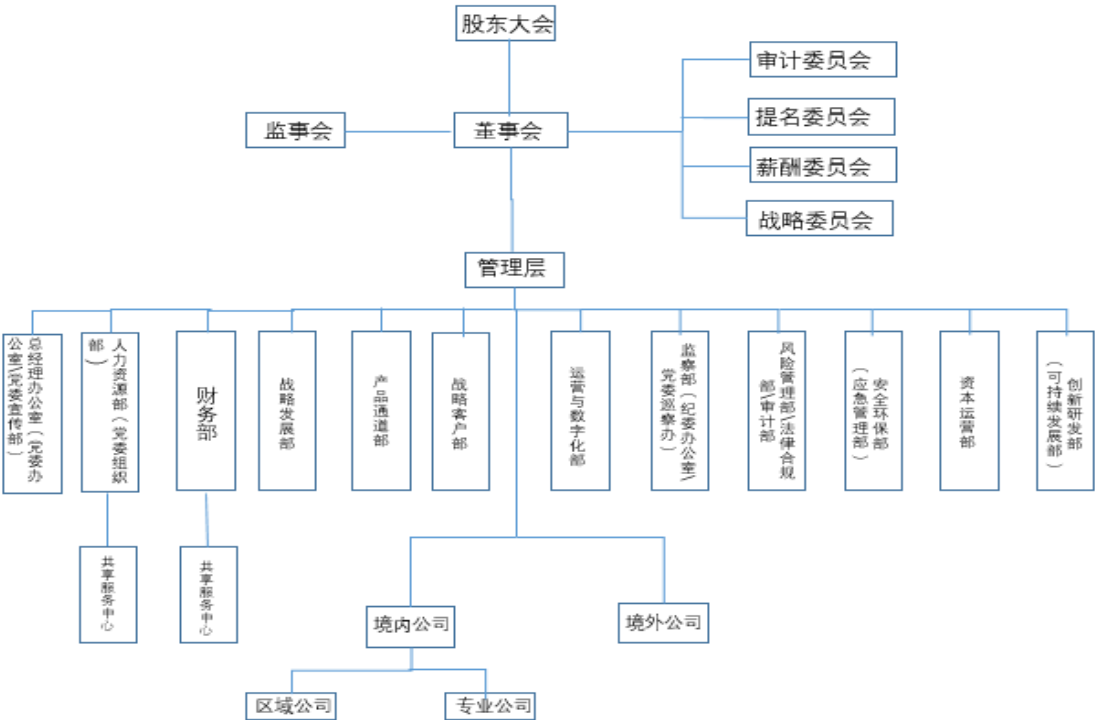 股东大会
审计委员会
提名委员会
监事会
董事会
薪酬委员会
战略委员会
管理层
总经理办公室（党委办
公室\党委宣传部）
人力资源部（党委组织
部）
财务部
战略发展部
产品通道部
战略客户部
运营与数字化部
监察部（纪委办公室\
党委巡察办）
风险管理部\法律合规
部\审计部
安全环保部
（应急管理部）
资本运营部
创新研发部
（可持续发展部）
共享服务中心
共享服务中心
境内公司
境外公司
区域公司
专业公司